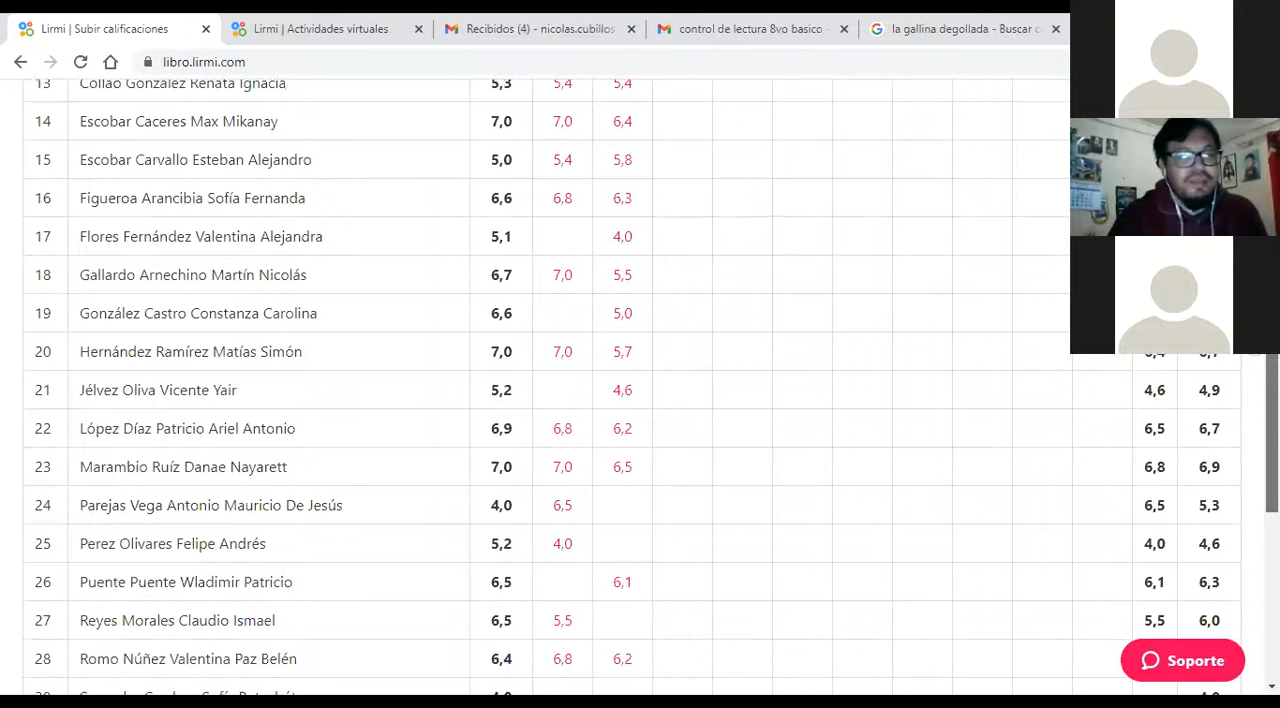 Lirmi | Subir calificaciones
Lirmi | Actividades virtuales
Recibidos (4) - nicolas.cubillos
control de lectura 8vo basico -
la gallina degollada - Buscar c
libro.lirmi.com
13 Collao González Renata Ignacia 5,3 5,4 5,4
14 Escobar Caceres Max Mikanay 7,0 7,0 6,4
15 Escobar Carvallo Esteban Alejandro 5,0 5,4 5,8
16 Figueroa Arancibia Sofía Fernanda 6,6 6,8 6,3
17 Flores Fernández Valentina Alejandra 5,1 4,0
18 Gallardo Arnechino Martín Nicolás 6,7 7,0 5,5
19 González Castro Constanza Carolina 6,6 5,0
20 Hernández Ramírez Matías Simón 7,0 7,0 5,7 6,4 6,7
21 Jélvez Oliva Vicente Yair 5,2 4,6 4,6 4,9
22 López Díaz Patricio Ariel Antonio 6,9 6,8 6,2 6,5 6,7
23 Marambio Ruíz Danae Nayarett 7,0 7,0 6,5 6,8 6,9
24 Parejas Vega Antonio Mauricio De Jesús 4,0 6,5 6,5 5,3
25 Perez Olivares Felipe Andrés 5,2 4,0 4,0 4,6
26 Puente Puente Wladimir Patricio 6,5 6,1 6,1 6,3
27 Reyes Morales Claudio Ismael 6,5 5,5 5,5 6,0
28 Romo Núñez Valentina Paz Belén 6,4 6,8 6,2
Soporte